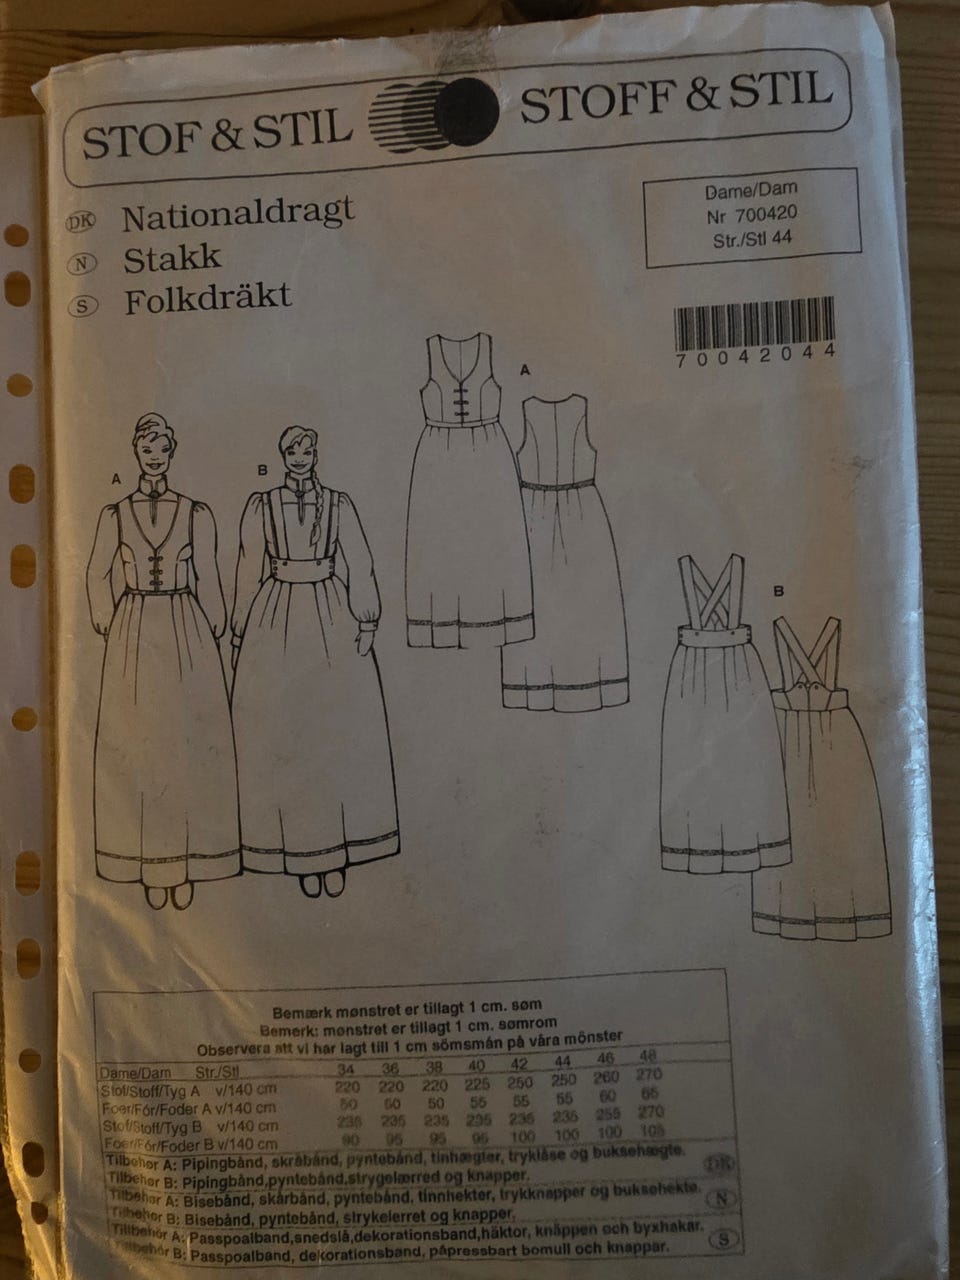 STOF & STIL STOFF & STIL
DK Nationaldragt
N Stakk
S Folkdräkt
Dame/Dam
Nr 700420
Str./Stl 44
70042044
A
A
B
B
Bemærk mønstret er tillagt 1 cm. søm
Bemerk: mønstret er tillagt 1 cm. sømrom
Observera att vi har lagt till 1 cm sömsmån på våra mönster
Dame/Dam Str./Stl 34 36 38 40 42 44 46 48
Stof/Stoff/Tyg A v/140 cm 220 220 220 225 250 250 260 270
Foer/Fór/Foder A v/140 cm 50 50 50 55 55 55 60 65
Stof/Stoff/Tyg B v/140 cm 235 235 235 235 235 235 255 270
Foer/Fór/Foder B v/140 cm 90 95 95 95 100 100 100 105
Tilbehør A: Pipingbånd, skråbånd, pyntebånd, tinhægter, tryklåse og buksehægte. DK
Tilbehør B: Pipingbånd,pyntebånd,strygelærred og knapper.
Tilbehør A: Bisebånd, skårbånd, pyntebånd, tinnhekter, trykknapper og buksehekte. N
Tilbehør B: Bisebånd, pyntebånd, strykelerret og knapper.
Tillbehör A: Passpoalband,snedslå,dekorationsband,häktor, knäppen och byxhakar. S
Tillbehör B: Passpoalband, dekorationsband, påpressbart bomull och knappar.